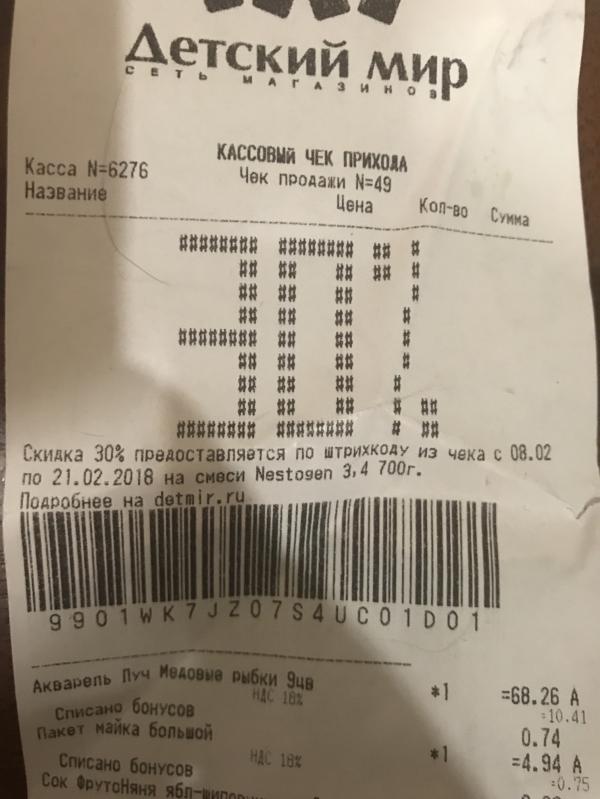 Детский мир
СЕТЬ МАГАЗИНОВ
КАССОВЫЙ ЧЕК ПРИХОДА
Касса N=6276
Чек продажи N=49
Название Цена Кол-во Сумма
30%
Скидка 30% предоставляется по штрихкоду из чека с 08.02
по 21.02.2018 на смеси Nestogen 3,4 700г.
Подробнее на detmir.ru
9901WK7JZ07S4UC01D01
Акварель Луч Медовые рыбки 9цв *1 =68.26 А
НДС 18% =10.41
Списано бонусов 0.74
Пакет майка большой *1 =4.94 А
НДС 18% =0.75
Списано бонусов
Сок ФрутоНяня ябл-шипов